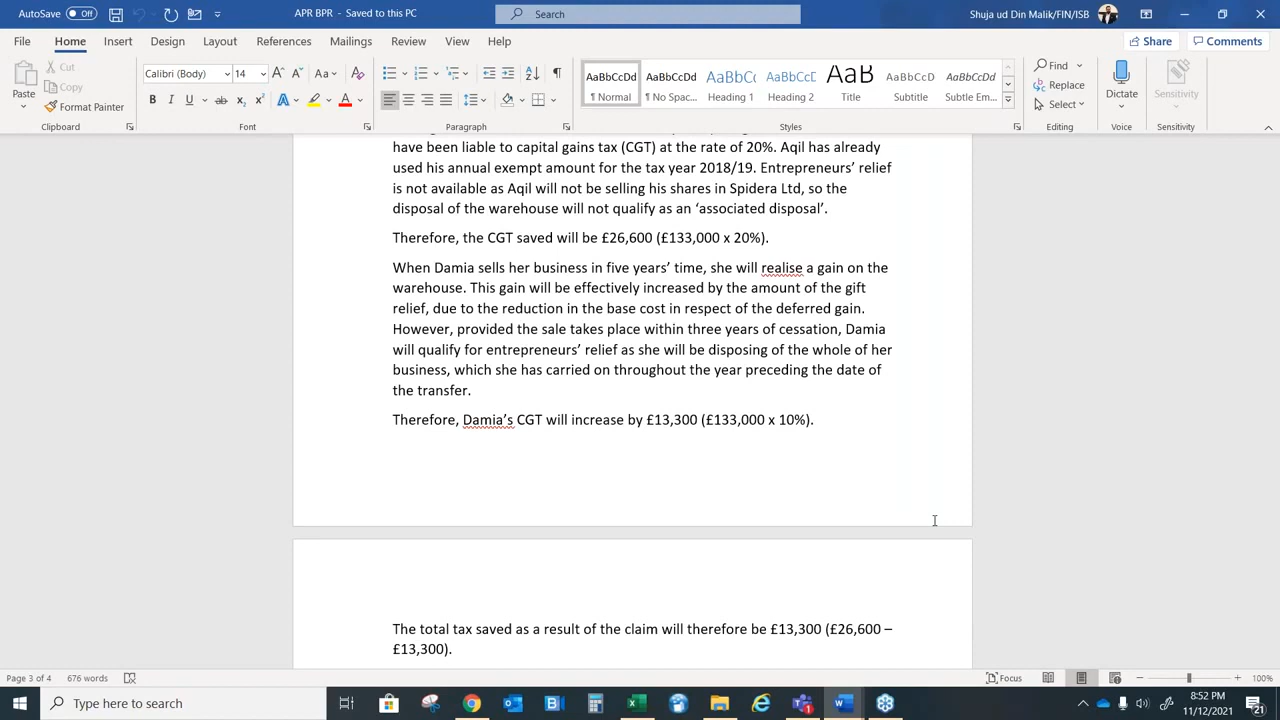 AutoSave Off
APR BPR - Saved to this PC
Search
Shuja ud Din Malik/FIN/ISB
File Home Insert Design Layout References Mailings Review View Help
Share Comments
Paste
Cut
Copy
Format Painter
Clipboard
Calibri (Body) 14
Font
Paragraph
AaBbCcDd AaBbCcDd AaBbC( AaBbCcE AaB AaBbCcD AaBbCcDd
¶ Normal ¶ No Spac... Heading 1 Heading 2 Title Subtitle Subtle Em...
Styles
Find
Replace
Select
Editing
Dictate
Voice
Sensitivity
Sensitivity
have been liable to capital gains tax (CGT) at the rate of 20%. Aqil has already
used his annual exempt amount for the tax year 2018/19. Entrepreneurs’ relief
is not available as Aqil will not be selling his shares in Spidera Ltd, so the
disposal of the warehouse will not qualify as an ‘associated disposal’.
Therefore, the CGT saved will be £26,600 (£133,000 x 20%).
When Damia sells her business in five years’ time, she will realise a gain on the
warehouse. This gain will be effectively increased by the amount of the gift
relief, due to the reduction in the base cost in respect of the deferred gain.
However, provided the sale takes place within three years of cessation, Damia
will qualify for entrepreneurs’ relief as she will be disposing of the whole of her
business, which she has carried on throughout the year preceding the date of
the transfer.
Therefore, Damia’s CGT will increase by £13,300 (£133,000 x 10%).
The total tax saved as a result of the claim will therefore be £13,300 (£26,600 –
£13,300).
Page 3 of 4 676 words
Focus
100%
Type here to search
8:52 PM
11/12/2021
21